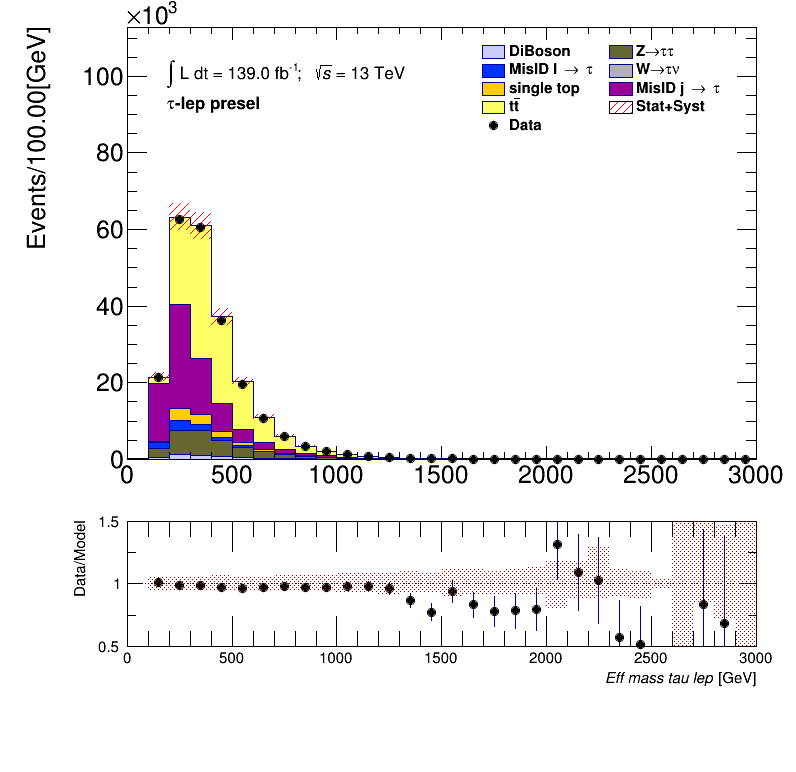 ×10³
Events/100.00[GeV]
100
80
60
40
20
0
∫ L dt = 139.0 fb⁻¹; √s = 13 TeV
τ-lep presel
DiBoson
MisID l → τ
single top
tt̄
Data
Z→ττ
W→τν
MisID j → τ
Stat+Syst
0 500 1000 1500 2000 2500 3000
Data/Model
1.5
1
0.5
0 500 1000 1500 2000 2500 3000
Eff mass tau lep [GeV]